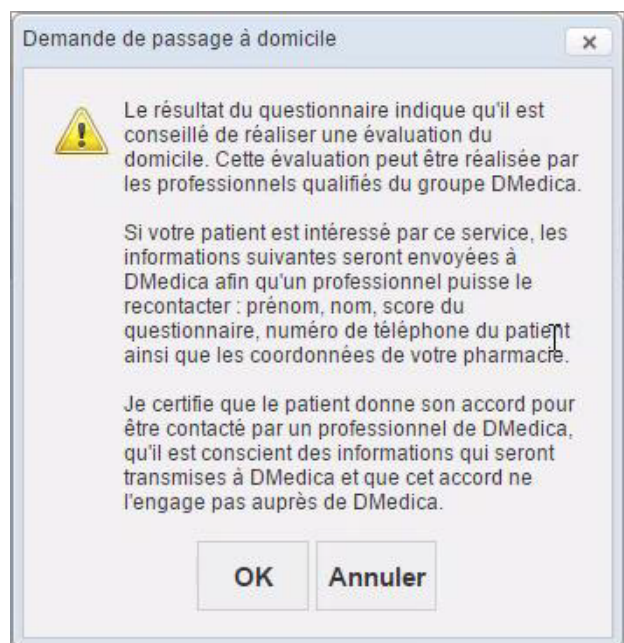 Demande de passage à domicile
Le résultat du questionnaire indique qu'il est
conseillé de réaliser une évaluation du
domicile. Cette évaluation peut être réalisée par
les professionnels qualifiés du groupe DMedica.
Si votre patient est intéressé par ce service, les
informations suivantes seront envoyées à
DMedica afin qu'un professionnel puisse le
recontacter : prénom, nom, score du
questionnaire, numéro de téléphone du patient
ainsi que les coordonnées de votre pharmacie.
Je certifie que le patient donne son accord pour
être contacté par un professionnel de DMedica,
qu'il est conscient des informations qui seront
transmises à DMedica et que cet accord ne
l'engage pas auprès de DMedica.
OK Annuler